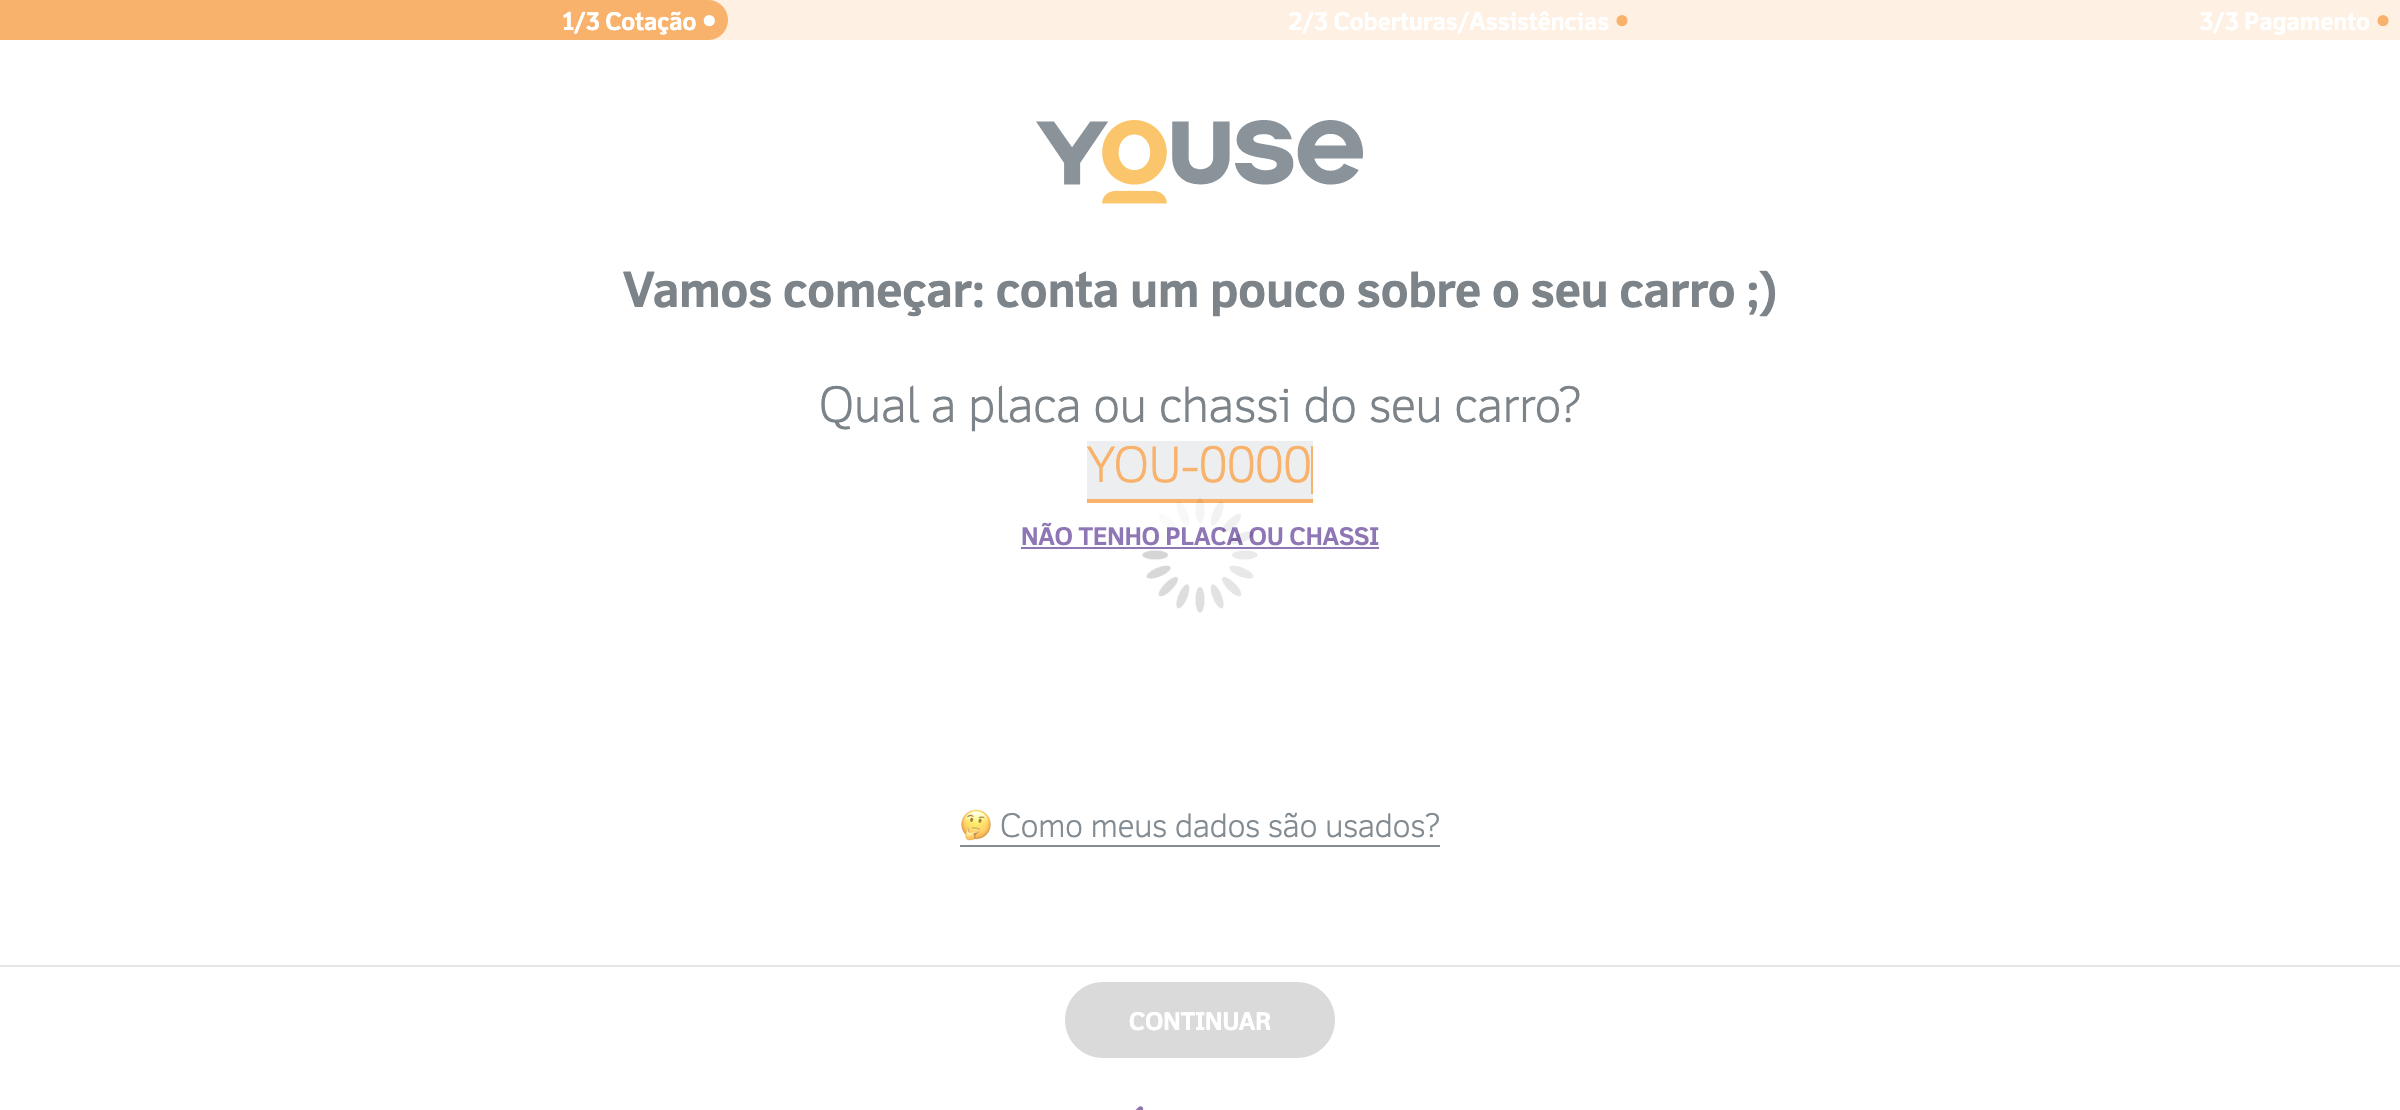 1/3 Cotação
2/3 Coberturas/Assistências
3/3 Pagamento
YOUSE
Vamos começar: conta um pouco sobre o seu carro ;)
Qual a placa ou chassi do seu carro?
YOU-0000
NÃO TENHO PLACA OU CHASSI
🤔 Como meus dados são usados?
CONTINUAR